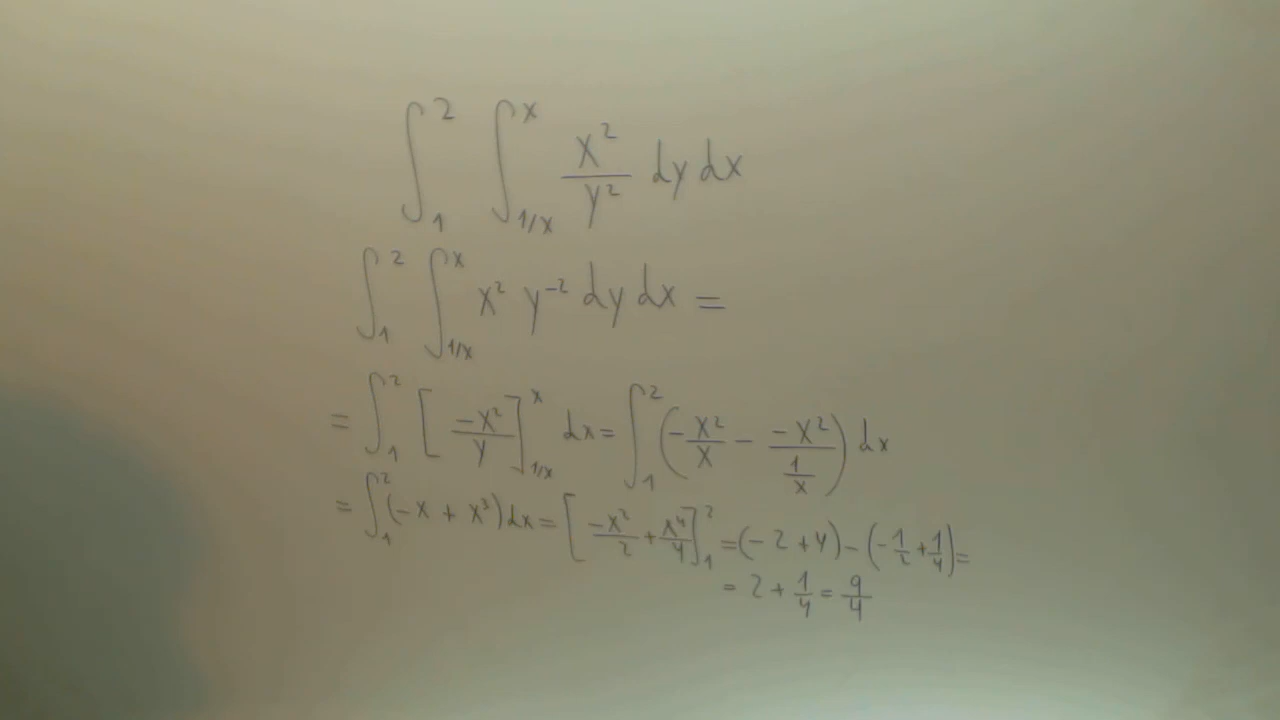 ∫₁² ∫_{1/x}^{x} x²/y² dy dx
∫₁² ∫_{1/x}^{x} x² y⁻² dy dx =
= ∫₁² [-x²/y]_{1/x}^{x} dx = ∫₁² (-x²/x - -x²/(1/x)) dx
= ∫₁² (-x + x³) dx = [-x²/2 + x⁴/4]₁² = (-2+4) - (-1/2 + 1/4) =
= 2 + 1/4 = 9/4